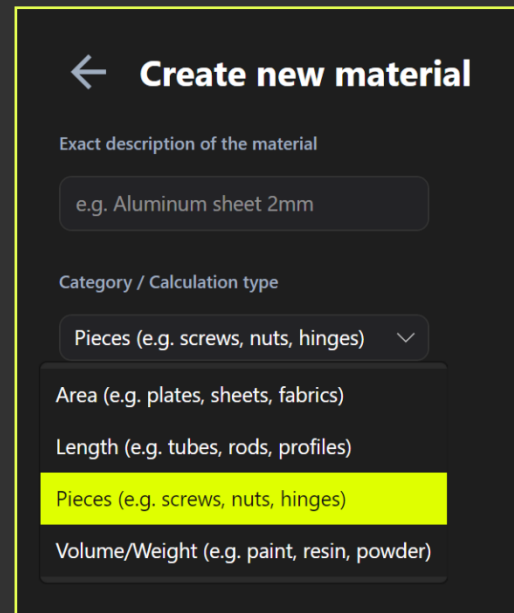 Create new material
Exact description of the material
e.g. Aluminum sheet 2mm
Category / Calculation type
Pieces (e.g. screws, nuts, hinges)
Area (e.g. plates, sheets, fabrics)
Length (e.g. tubes, rods, profiles)
Pieces (e.g. screws, nuts, hinges)
Volume/Weight (e.g. paint, resin, powder)